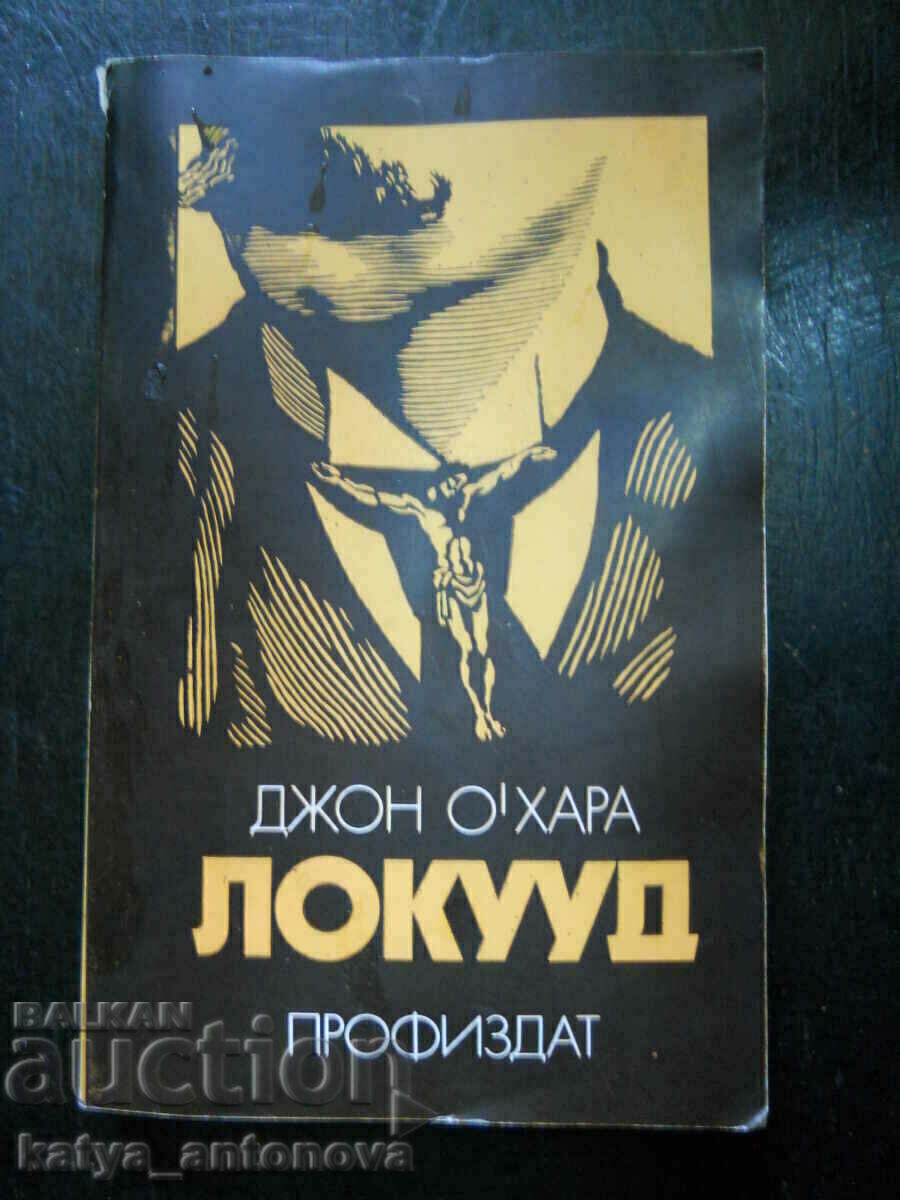 ДЖОН О'ХАРА
ЛОКУУД
ПРОФИЗДАТ
BALKAN
auction
katya_antonova